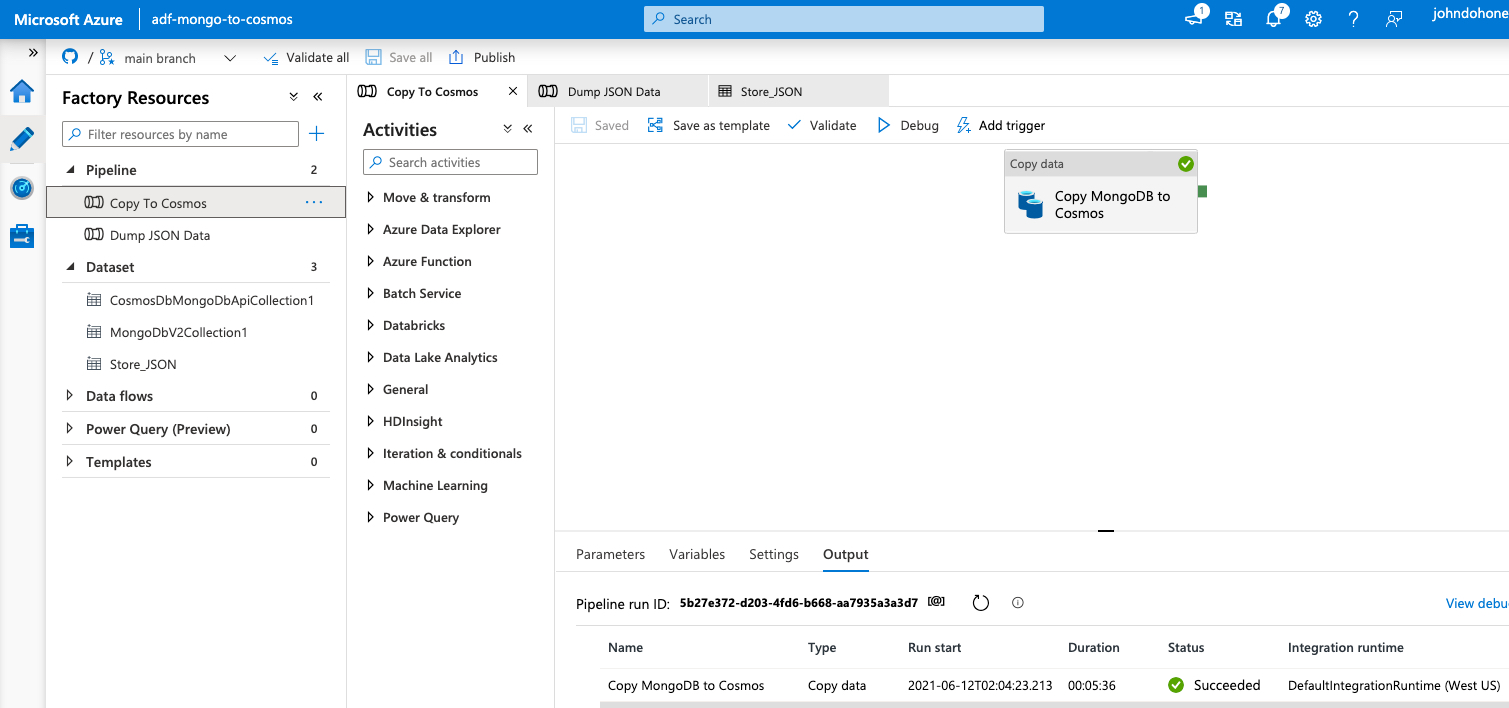 Microsoft Azure
adf-mongo-to-cosmos
Search
1
7
johndohone
/
main branch
Validate all
Save all
Publish
Factory Resources
Filter resources by name
Pipeline 2
Copy To Cosmos
Dump JSON Data
Dataset 3
CosmosDbMongoDbApiCollection1
MongoDbV2Collection1
Store_JSON
Data flows 0
Power Query (Preview) 0
Templates 0
Copy To Cosmos
Dump JSON Data
Store_JSON
Activities
Search activities
Move & transform
Azure Data Explorer
Azure Function
Batch Service
Databricks
Data Lake Analytics
General
HDInsight
Iteration & conditionals
Machine Learning
Power Query
Saved
Save as template
Validate
Debug
Add trigger
Copy data
Copy MongoDB to
Cosmos
Parameters
Variables
Settings
Output
Pipeline run ID: 5b27e372-d203-4fd6-b668-aa7935a3a3d7
View debu
Name Type Run start Duration Status Integration runtime
Copy MongoDB to Cosmos Copy data 2021-06-12T02:04:23.213 00:05:36 Succeeded DefaultIntegrationRuntime (West US)